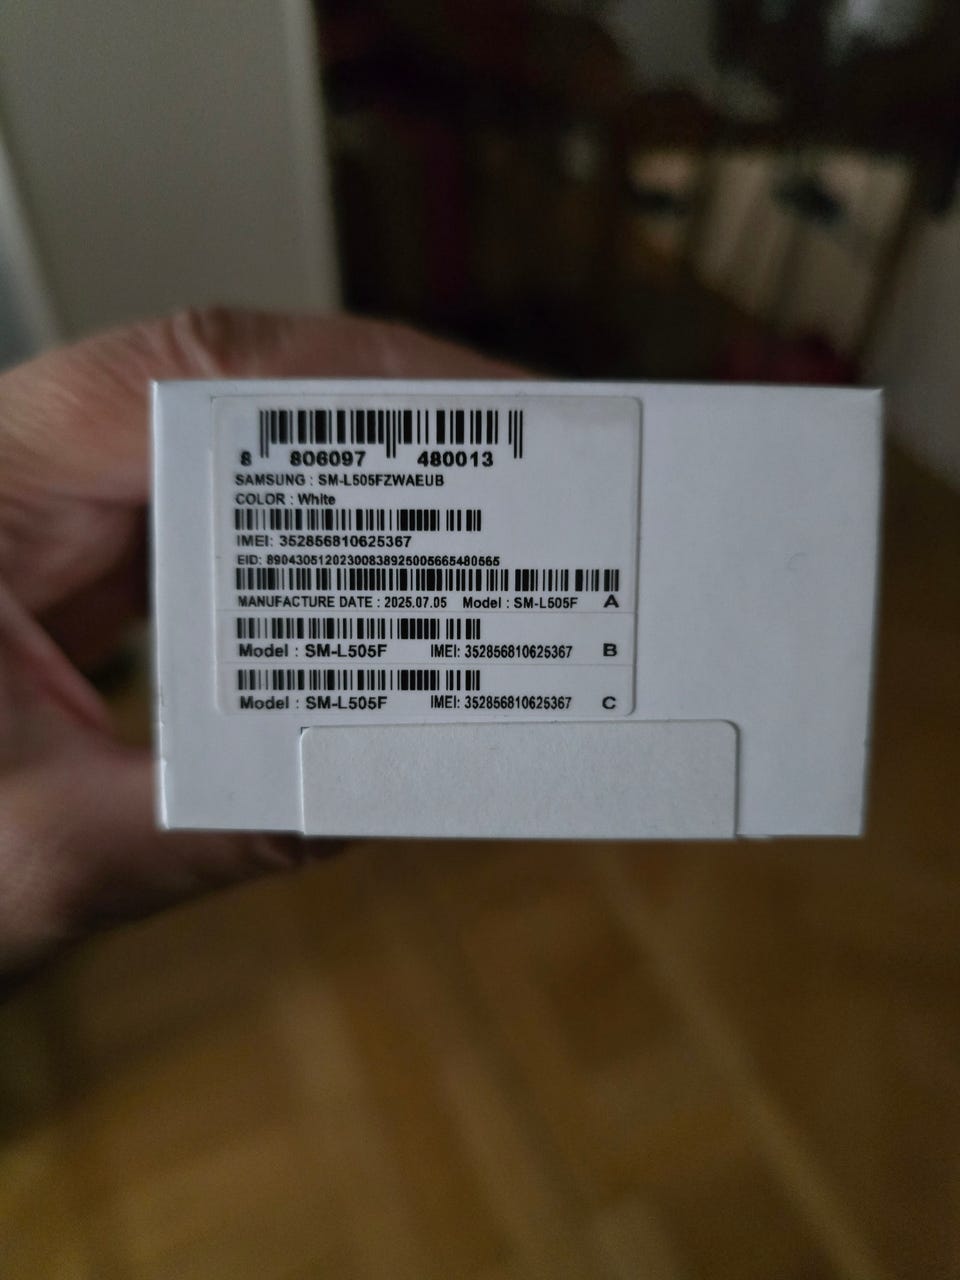 8 806097 480013
SAMSUNG : SM-L505FZWAEUB
COLOR : White
IMEI: 352856810625367
EID: 89043051202300838925005665480565
MANUFACTURE DATE : 2025.07.05 Model : SM-L505F A
Model : SM-L505F IMEI: 352856810625367 B
Model : SM-L505F IMEI: 352856810625367 C